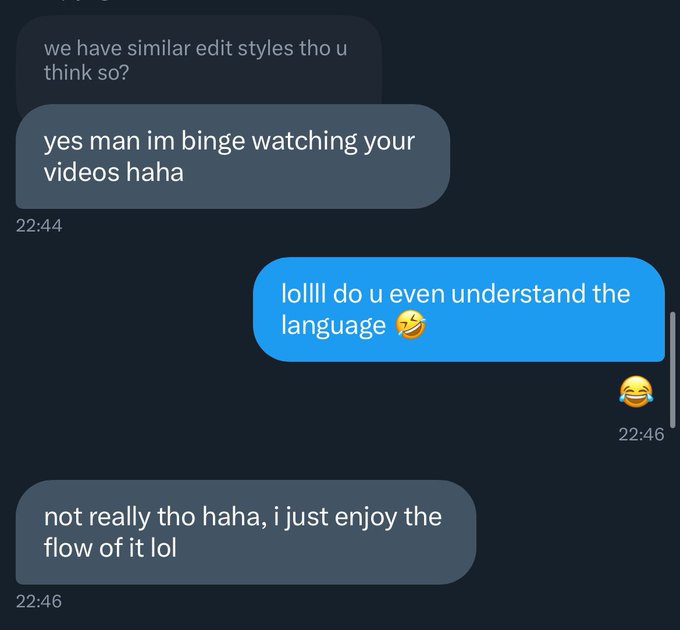 we have similar edit styles tho u
think so?
yes man im binge watching your
videos haha
22:44
lollll do u even understand the
language 🤣
😂
22:46
not really tho haha, i just enjoy the
flow of it lol
22:46